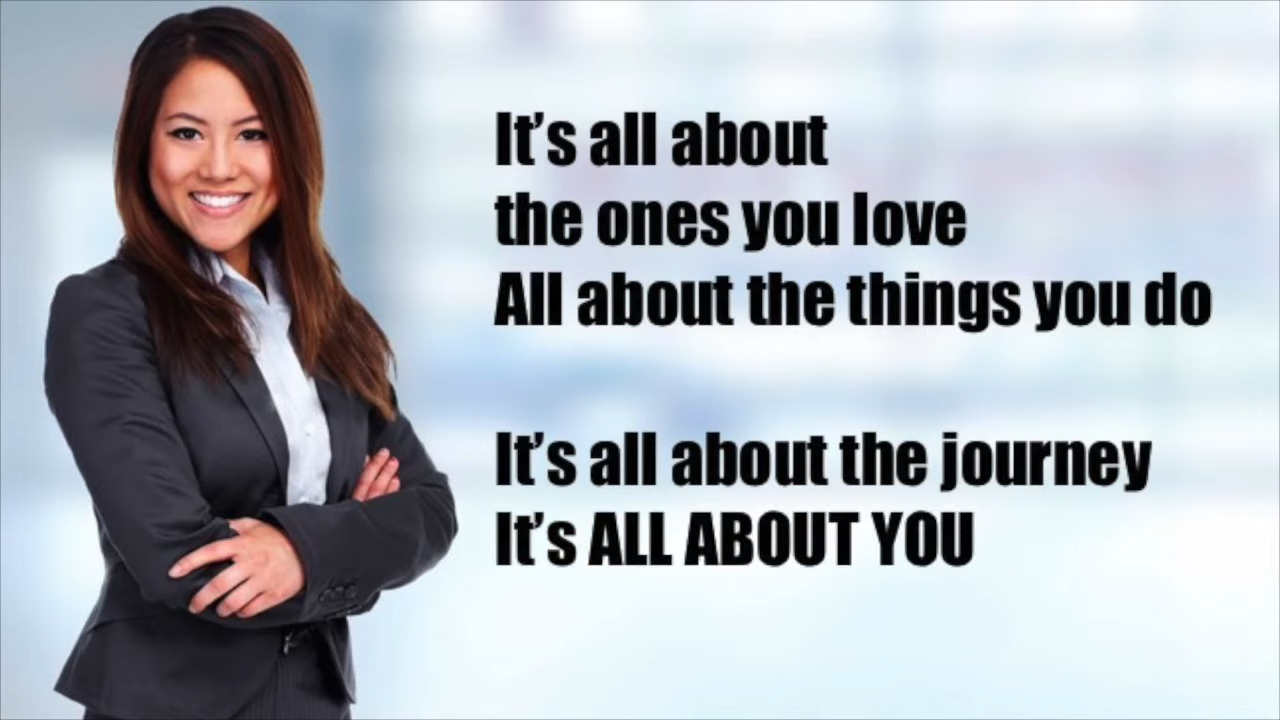 It’s all about
the ones you love
All about the things you do
It’s all about the journey
It’s ALL ABOUT YOU